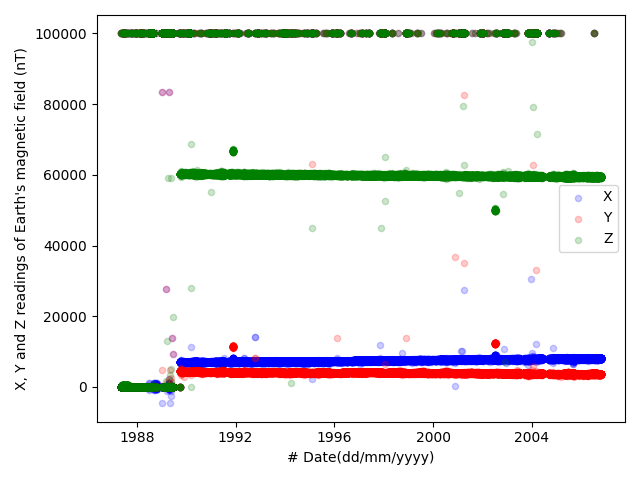 X, Y and Z readings of Earth's magnetic field (nT)
100000
80000
60000
40000
20000
0
X
Y
Z
1988
1992
1996
2000
2004
# Date(dd/mm/yyyy)